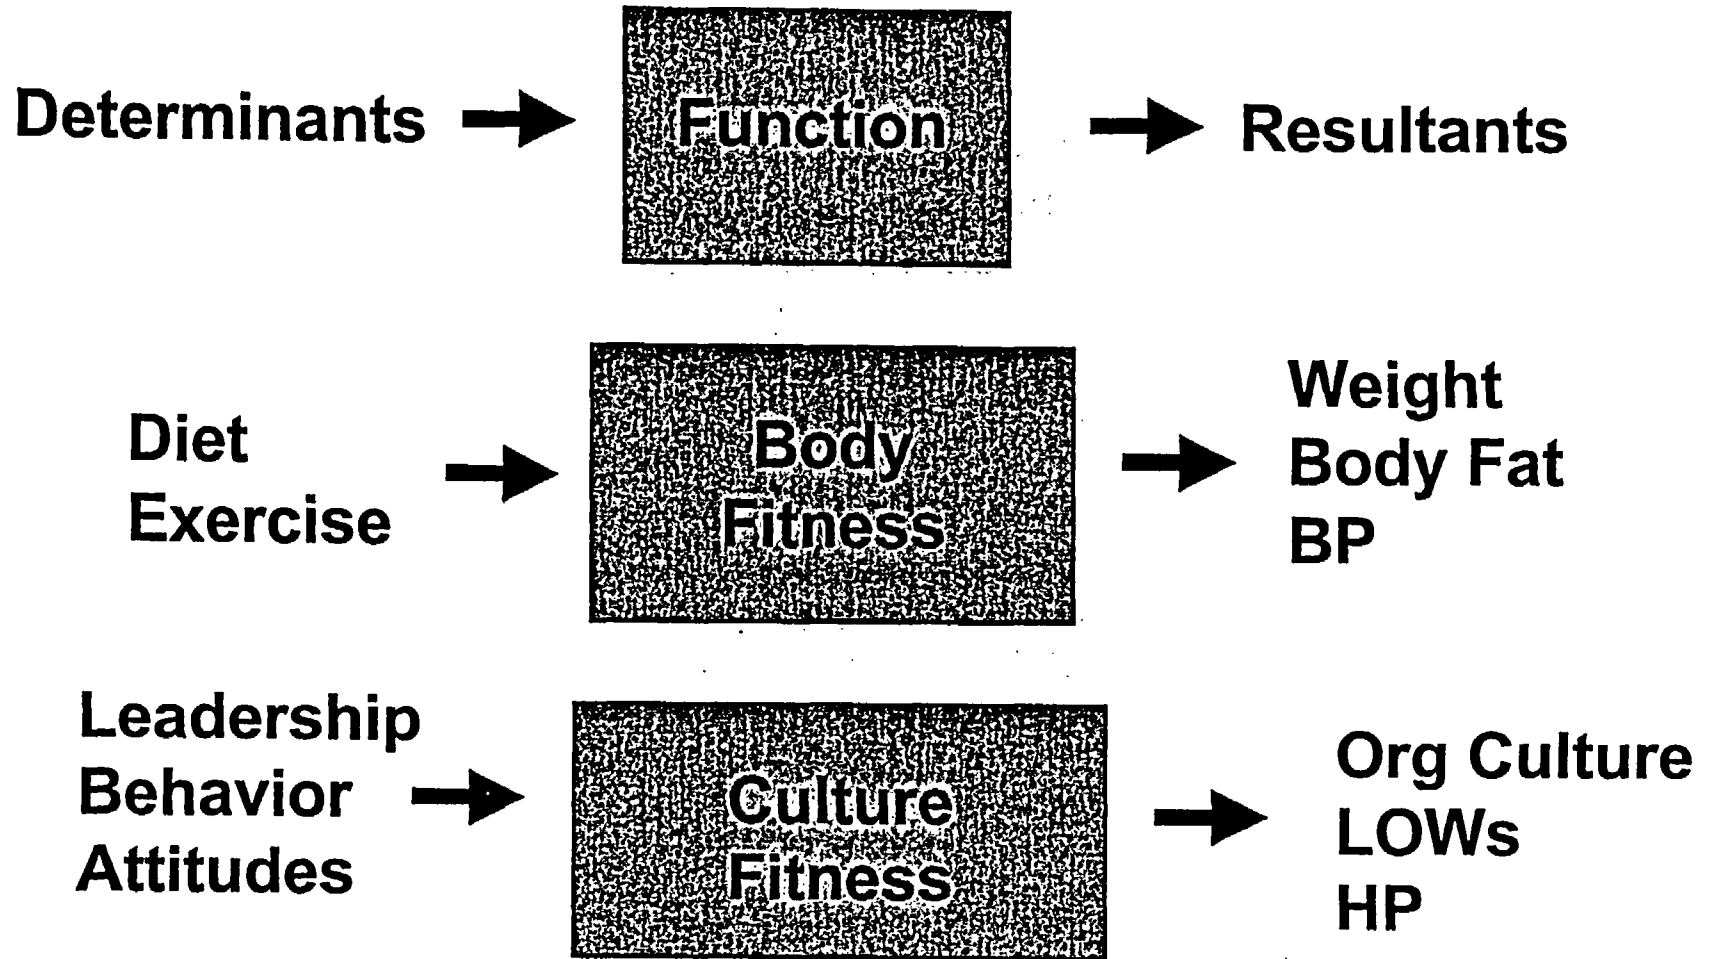 Determinants
Function
Resultants
Diet
Exercise
Body
Fitness
Weight
Body Fat
BP
Leadership
Behavior
Attitudes
Culture
Fitness
Org Culture
LOWs
HP